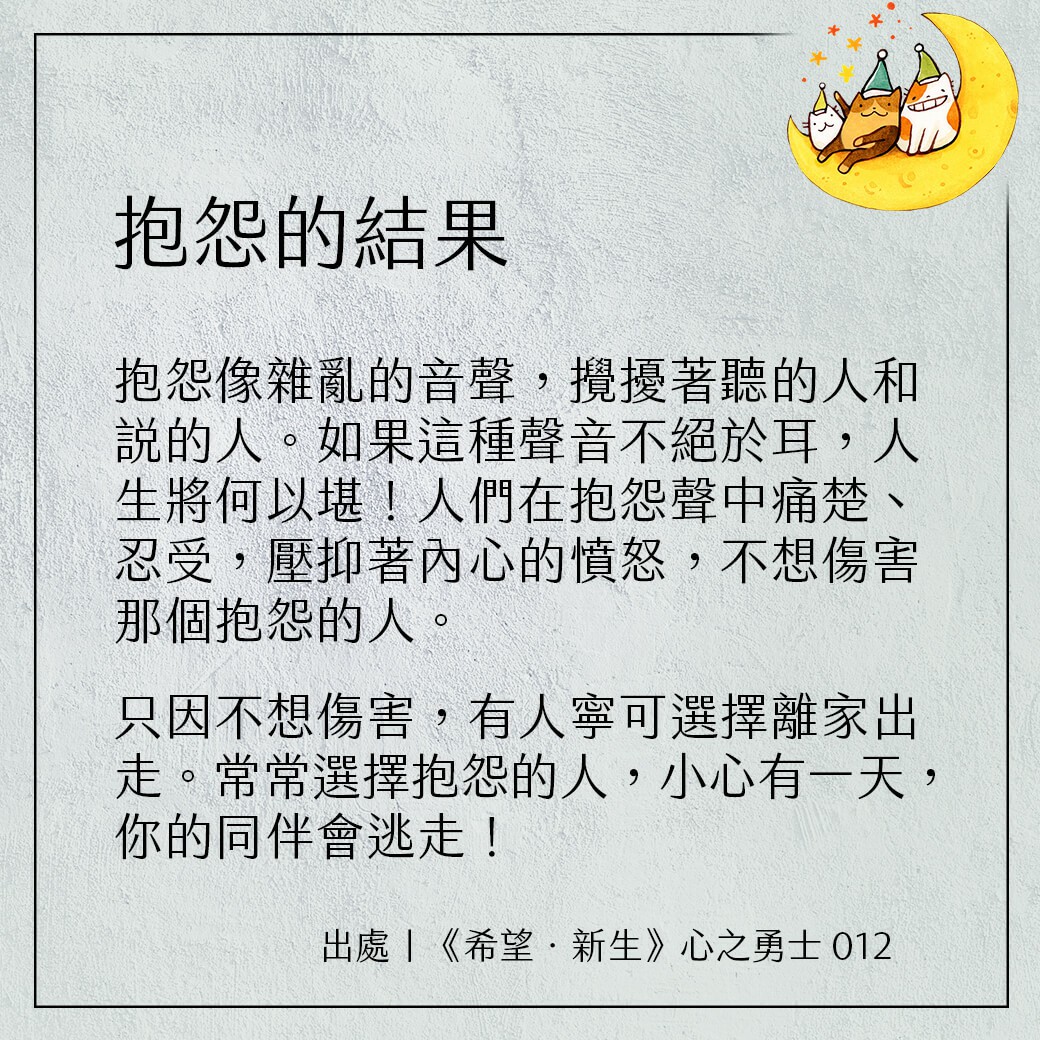 抱怨的結果
抱怨像雜亂的音聲，攪擾著聽的人和
説的人。如果這種聲音不絕於耳，人
生將何以堪！人們在抱怨聲中痛楚、
忍受，壓抑著內心的憤怒，不想傷害
那個抱怨的人。
只因不想傷害，有人寧可選擇離家出
走。常常選擇抱怨的人，小心有一天，
你的同伴會逃走！
出處｜《希望．新生》心之勇士 012